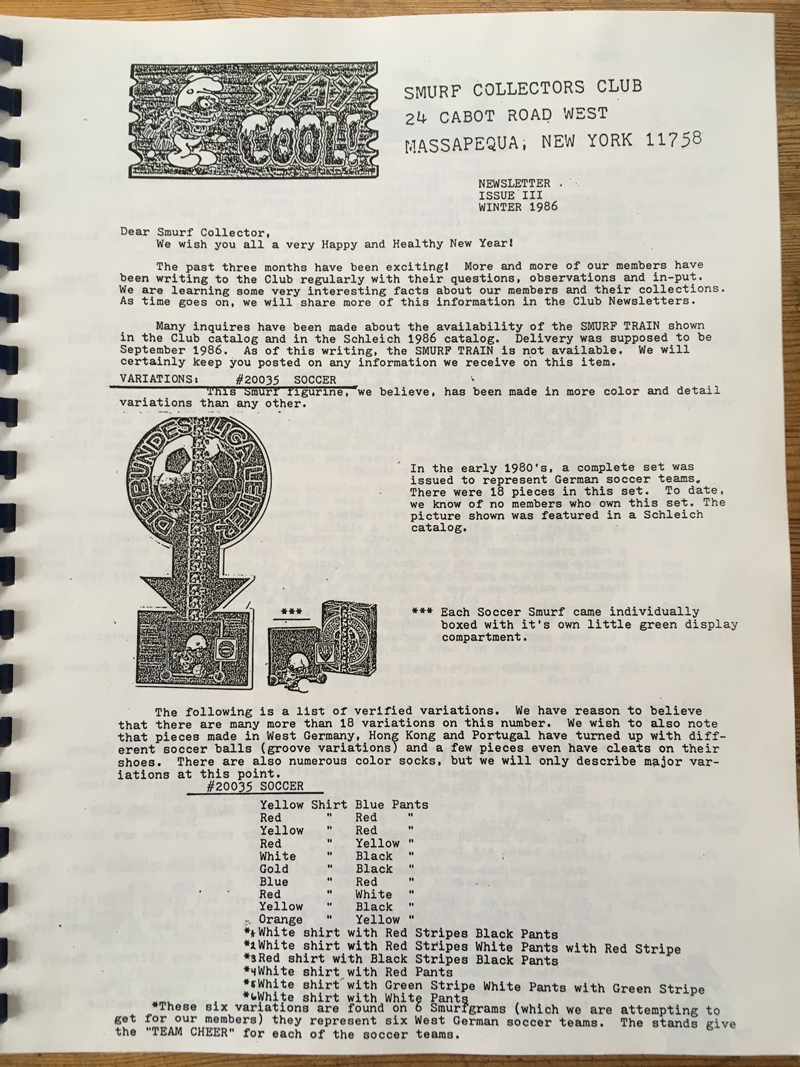 STAY
COOL!
SMURF COLLECTORS CLUB
24 CABOT ROAD WEST
MASSAPEQUA, NEW YORK 11758
NEWSLETTER
ISSUE III
WINTER 1986
Dear Smurf Collector,
We wish you all a very Happy and Healthy New Year!
The past three months have been exciting! More and more of our members have
been writing to the Club regularly with their questions, observations and in-put.
We are learning some very interesting facts about our members and their collections.
As time goes on, we will share more of this information in the Club Newsletters.
Many inquires have been made about the availability of the SMURF TRAIN shown
in the Club catalog and in the Schleich 1986 catalog. Delivery was supposed to be
September 1986. As of this writing, the SMURF TRAIN is not available. We will
certainly keep you posted on any information we receive on this item.
VARIATIONS: #20035 SOCCER
This Smurf figurine, we believe, has been made in more color and detail
variations than any other.
DEBUNDESLIGALEITER
In the early 1980's, a complete set was
issued to represent German soccer teams.
There were 18 pieces in this set. To date,
we know of no members who own this set. The
picture shown was featured in a Schleich
catalog.
***
*** Each Soccer Smurf came individually
boxed with it's own little green display
compartment.
The following is a list of verified variations. We have reason to believe
that there are many more than 18 variations on this number. We wish to also note
that pieces made in West Germany, Hong Kong and Portugal have turned up with diff-
erent soccer balls (groove variations) and a few pieces even have cleats on their
shoes. There are also numerous color socks, but we will only describe major var-
iations at this point.
#20035 SOCCER
Yellow Shirt Blue Pants
Red " Red "
Yellow " Red "
Red " Yellow "
White " Black "
Gold " Black "
Blue " Red "
Red " White "
Yellow " Black "
Orange " Yellow "
*1 White shirt with Red Stripes Black Pants
*2 White shirt with Red Stripes White Pants with Red Stripe
*3 Red shirt with Black Stripes Black Pants
*4 White shirt with Red Pants
*5 White shirt with Green Stripe White Pants with Green Stripe
*6 White shirt with White Pants
*These six variations are found on 6 Smurfgrams (which we are attempting to
get for our members) they represent six West German soccer teams. The stands give
the "TEAM CHEER" for each of the soccer teams.